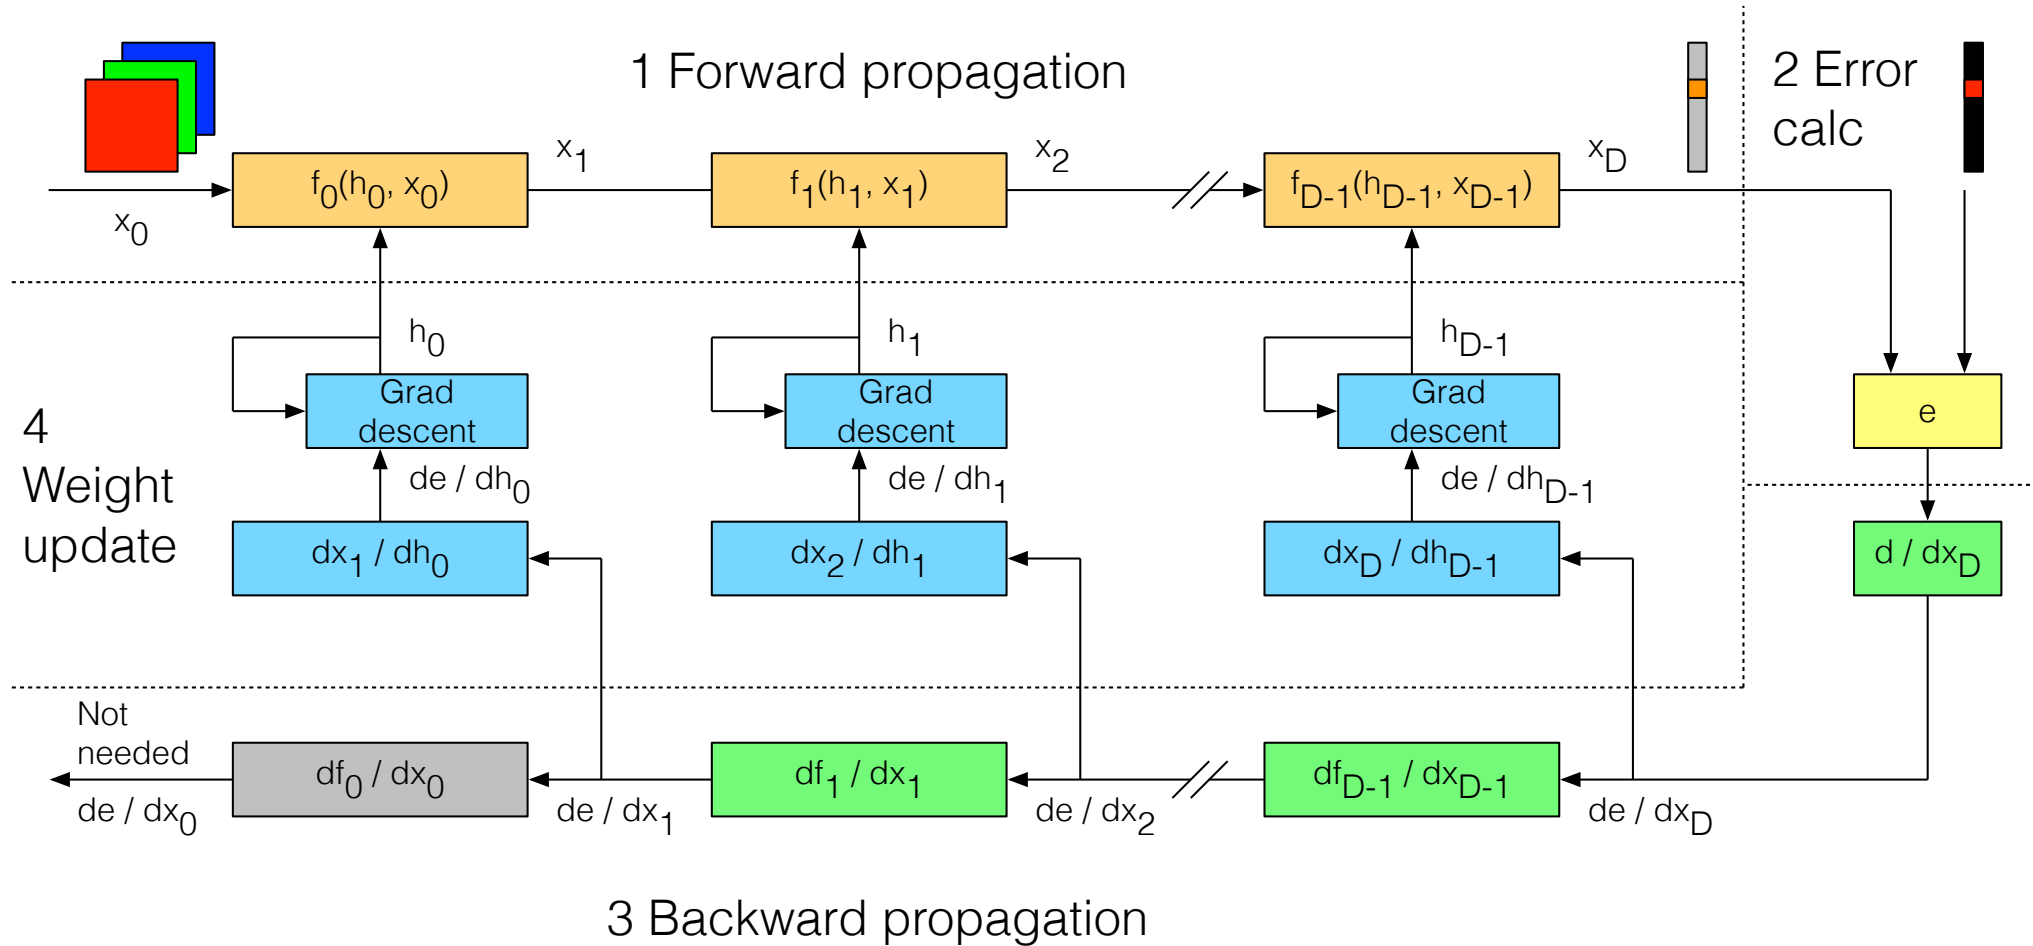 1 Forward propagation
2 Error
calc
x0
f0(h0, x0)
x1
f1(h1, x1)
x2
fD-1(hD-1, xD-1)
xD
4
Weight
update
h0
Grad
descent
de / dh0
dx1 / dh0
h1
Grad
descent
de / dh1
dx2 / dh1
hD-1
Grad
descent
de / dhD-1
dxD / dhD-1
e
d / dxD
Not
needed
de / dx0
df0 / dx0
de / dx1
df1 / dx1
de / dx2
dfD-1 / dxD-1
de / dxD
3 Backward propagation